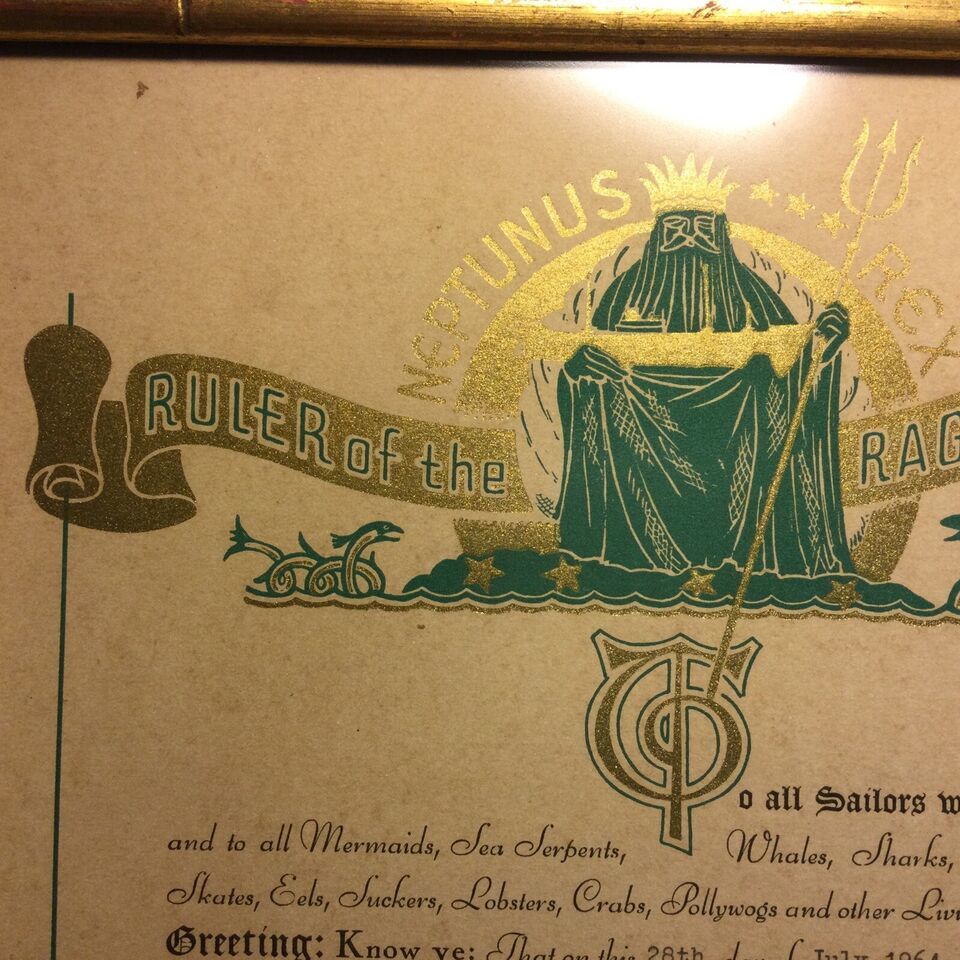 NEPTUNUS REX
RULER of the RAG
To all Sailors w
and to all Mermaids, Sea Serpents, Whales, Sharks,
Skates, Eels, Suckers, Lobsters, Crabs, Pollywogs and other Livi
Greeting: Know ye: That on this 28th day of July 1964